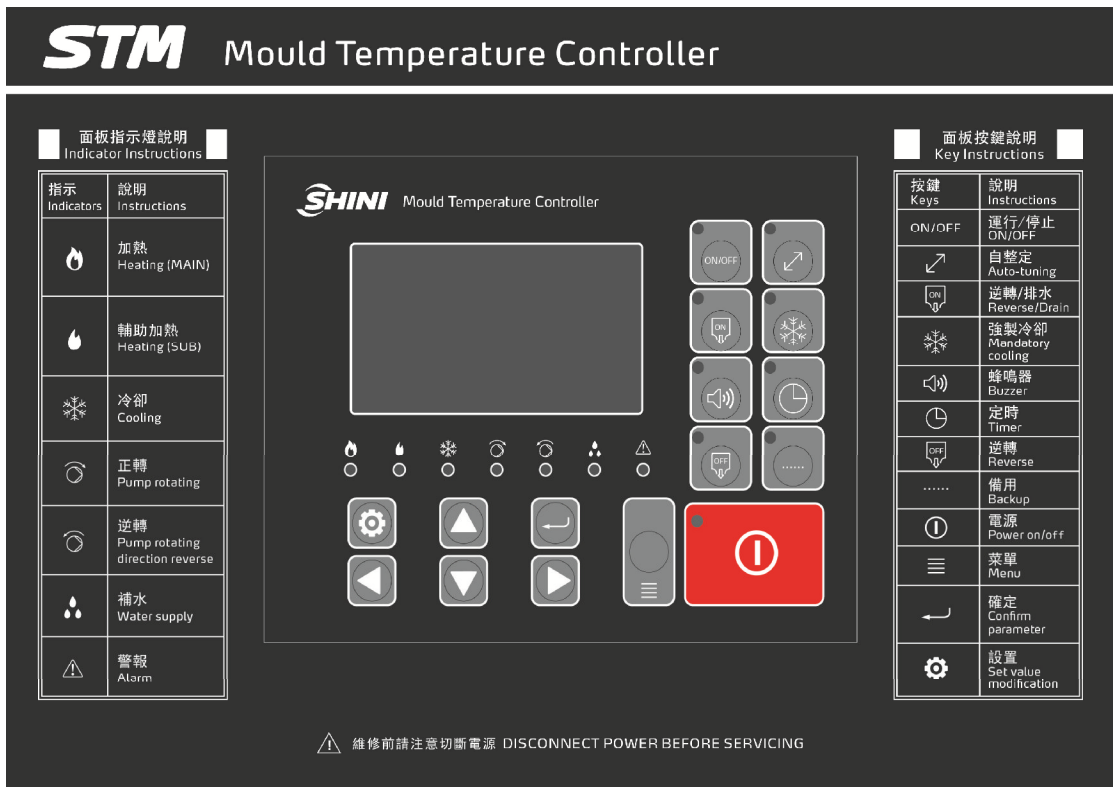 STM Mould Temperature Controller
面板指示燈說明
Indicator Instructions
指示 說明
Indicators Instructions
加熱
Heating (MAIN)
輔助加熱
Heating (SUB)
冷卻
Cooling
正轉
Pump rotating
逆轉
Pump rotating
direction reverse
補水
Water supply
警報
Alarm
SHINI Mould Temperature Controller
ON/OFF
ON
OFF
......
面板按鍵說明
Key Instructions
按鍵 說明
Keys Instructions
ON/OFF 運行/停止
ON/OFF
自整定
Auto-tuning
ON 逆轉/排水
Reverse/Drain
強製冷卻
Mandatory
cooling
蜂鳴器
Buzzer
定時
Timer
OFF 逆轉
Reverse
...... 備用
Backup
電源
Power on/off
菜單
Menu
確定
Confirm
parameter
設置
Set value
modification
維修前請注意切斷電源 DISCONNECT POWER BEFORE SERVICING